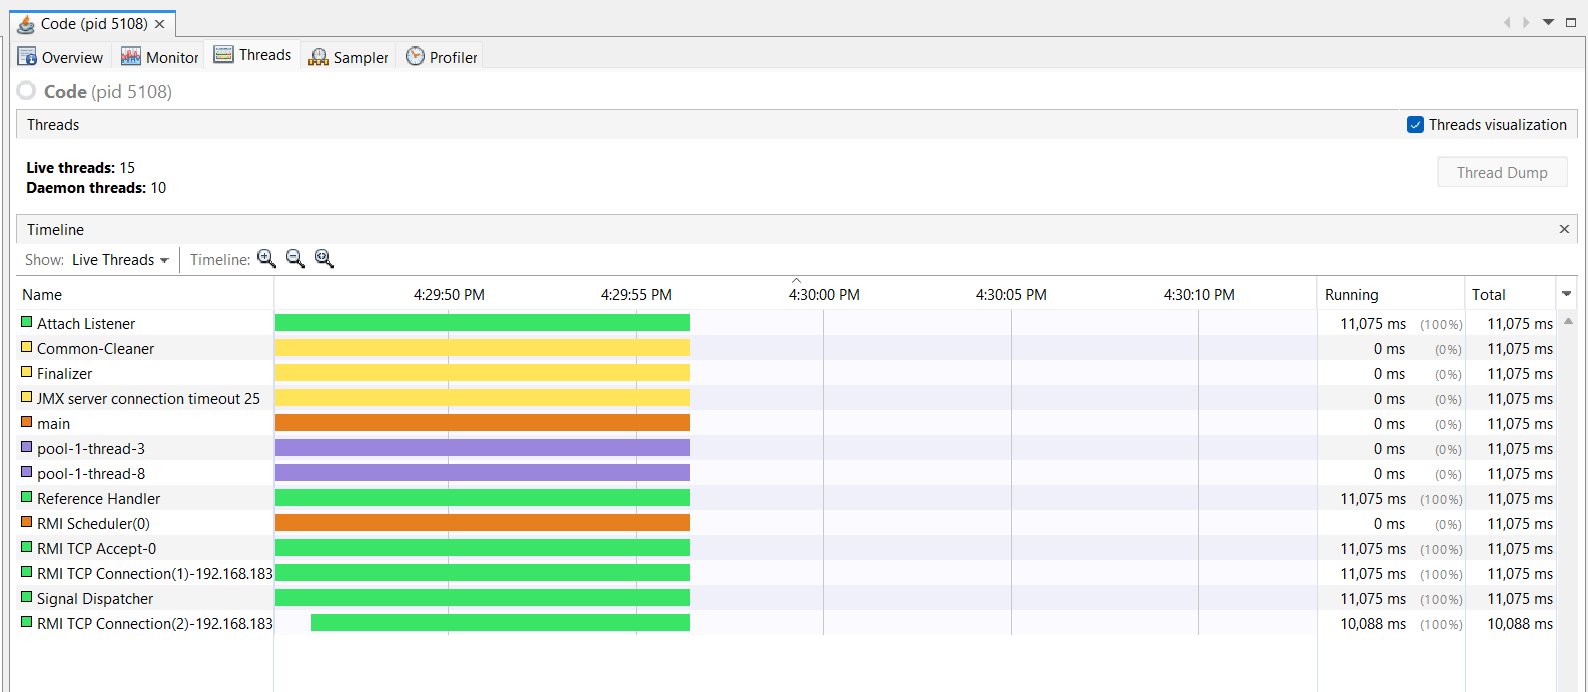 Code (pid 5108)
Overview Monitor Threads Sampler Profiler
Code (pid 5108)
Threads Threads visualization
Live threads: 15
Daemon threads: 10
Thread Dump
Timeline
Show: Live Threads Timeline:
Name 4:29:50 PM 4:29:55 PM 4:30:00 PM 4:30:05 PM 4:30:10 PM Running Total
Attach Listener 11,075 ms (100%) 11,075 ms
Common-Cleaner 0 ms (0%) 11,075 ms
Finalizer 0 ms (0%) 11,075 ms
JMX server connection timeout 25 0 ms (0%) 11,075 ms
main 0 ms (0%) 11,075 ms
pool-1-thread-3 0 ms (0%) 11,075 ms
pool-1-thread-8 0 ms (0%) 11,075 ms
Reference Handler 11,075 ms (100%) 11,075 ms
RMI Scheduler(0) 0 ms (0%) 11,075 ms
RMI TCP Accept-0 11,075 ms (100%) 11,075 ms
RMI TCP Connection(1)-192.168.183 11,075 ms (100%) 11,075 ms
Signal Dispatcher 11,075 ms (100%) 11,075 ms
RMI TCP Connection(2)-192.168.183 10,088 ms (100%) 10,088 ms